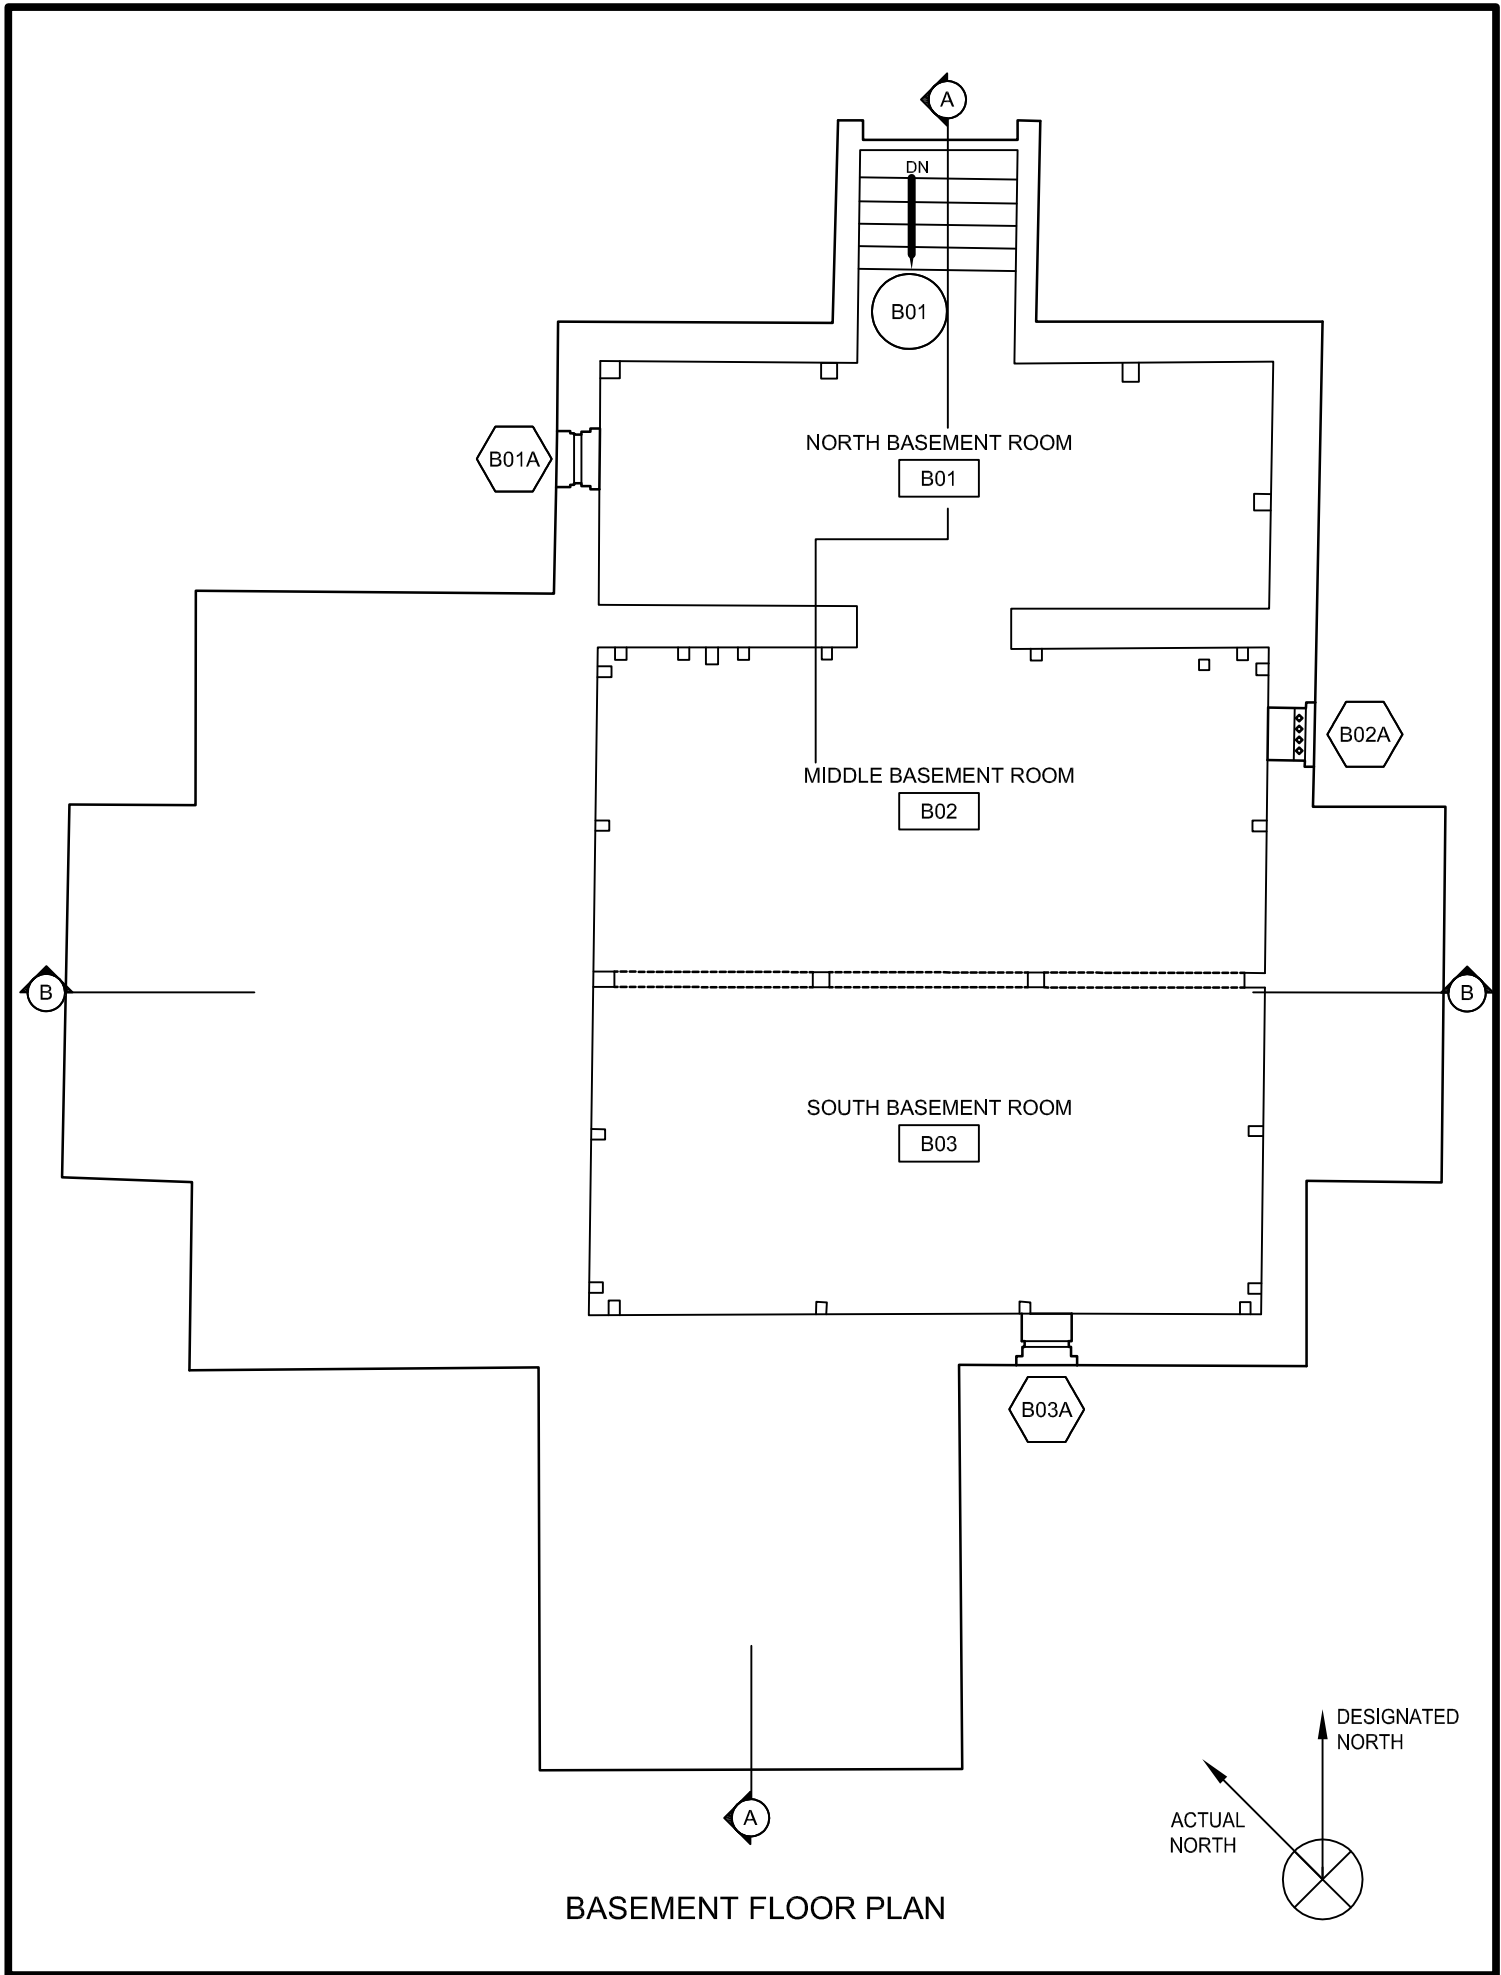 A
DN
B01
B01A
NORTH BASEMENT ROOM
B01
B02A
MIDDLE BASEMENT ROOM
B02
B
B
SOUTH BASEMENT ROOM
B03
B03A
DESIGNATED
NORTH
ACTUAL
NORTH
A
BASEMENT FLOOR PLAN